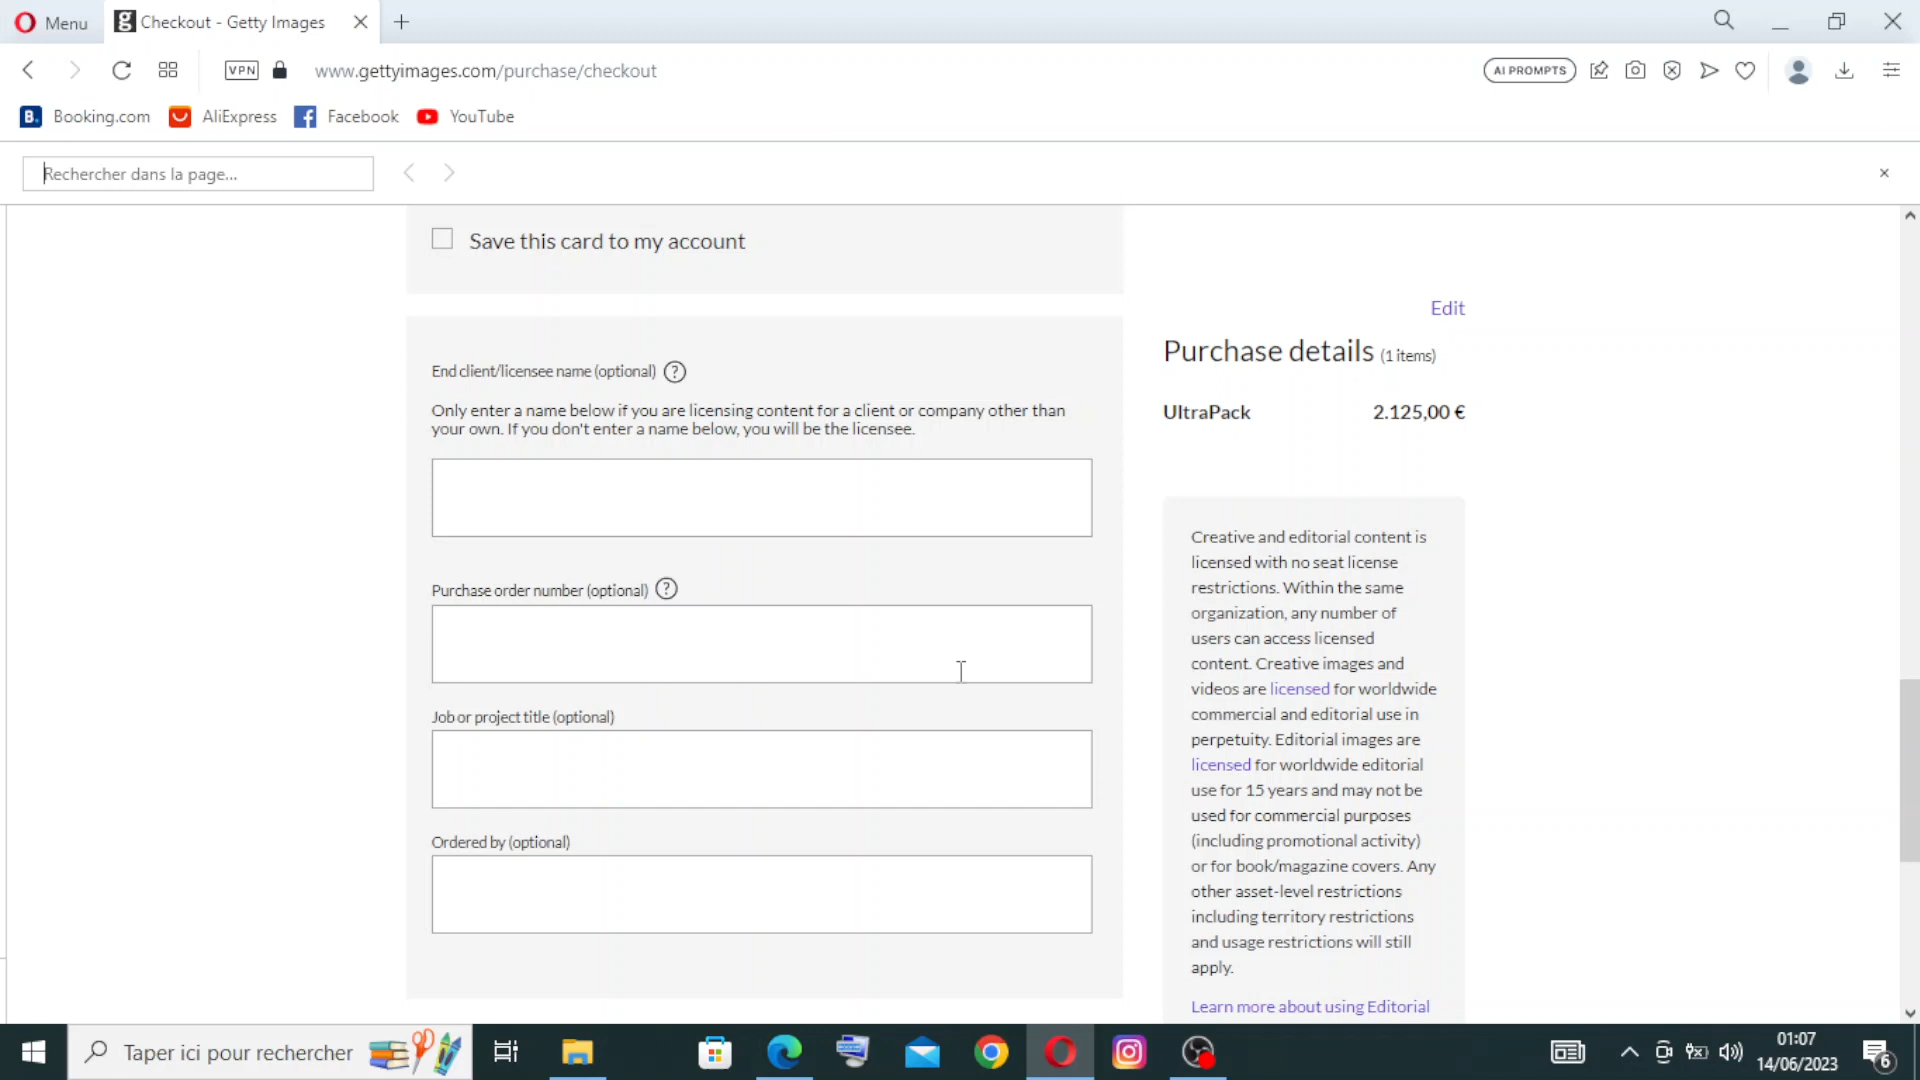 Menu
Checkout - Getty Images
VPN
www.gettyimages.com/purchase/checkout
AI PROMPTS
Booking.com
AliExpress
Facebook
YouTube
Rechercher dans la page...
Save this card to my account
Edit
Purchase details (1 items)
UltraPack 2.125,00 €
End client/licensee name (optional) ?
Only enter a name below if you are licensing content for a client or company other than
your own. If you don't enter a name below, you will be the licensee.
Purchase order number (optional) ?
Job or project title (optional)
Ordered by (optional)
Creative and editorial content is
licensed with no seat license
restrictions. Within the same
organization, any number of
users can access licensed
content. Creative images and
videos are licensed for worldwide
commercial and editorial use in
perpetuity. Editorial images are
licensed for worldwide editorial
use for 15 years and may not be
used for commercial purposes
(including promotional activity)
or for book/magazine covers. Any
other asset-level restrictions
including territory restrictions
and usage restrictions will still
apply.
Learn more about using Editorial
Taper ici pour rechercher
01:07
14/06/2023
6